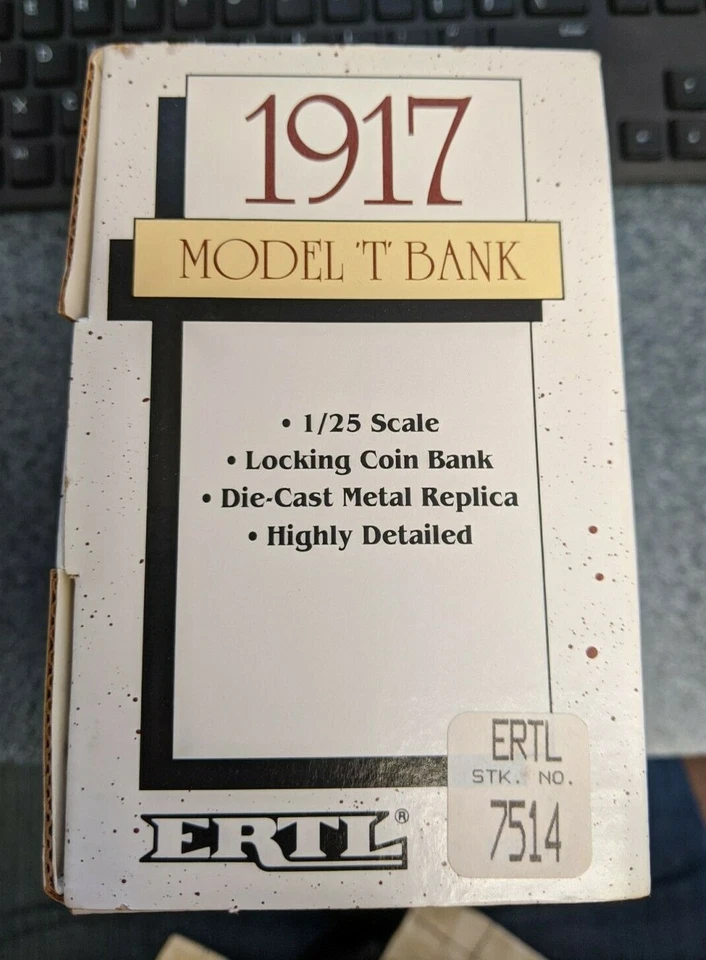 1917
MODEL 'T' BANK
• 1/25 Scale
• Locking Coin Bank
• Die-Cast Metal Replica
• Highly Detailed
ERTL®
ERTL
STK. NO.
7514